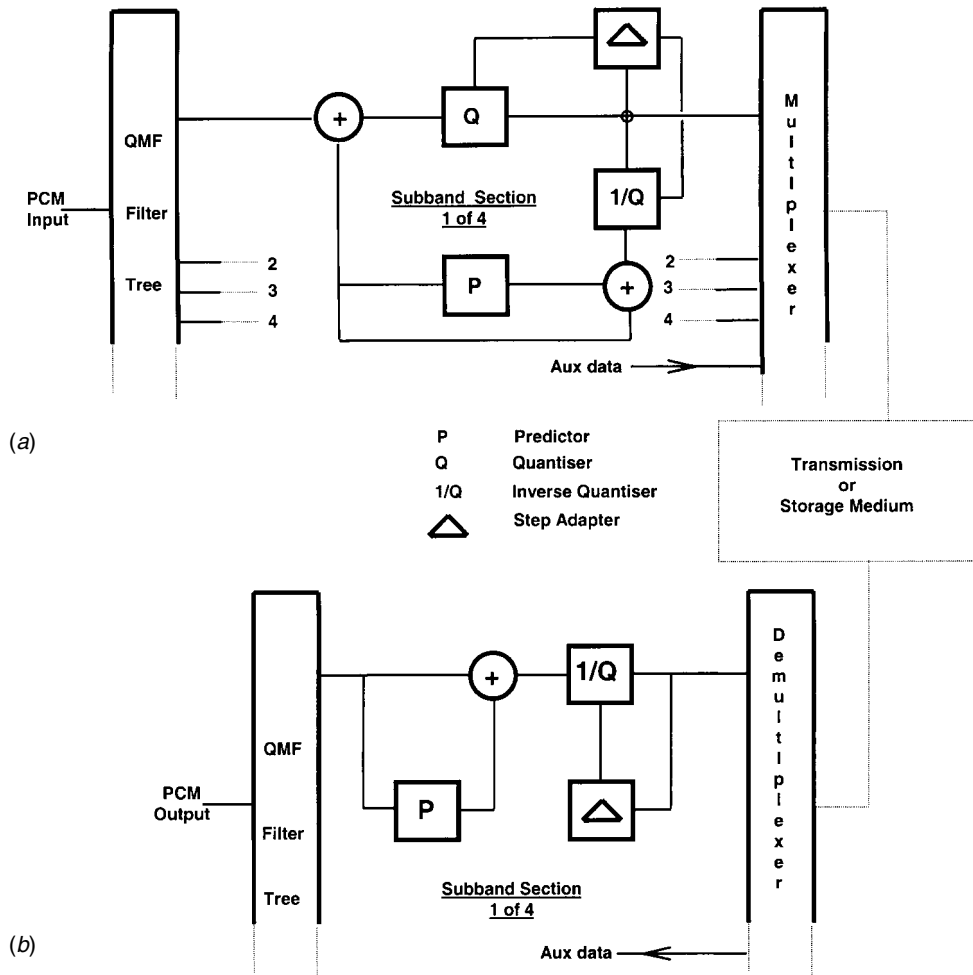 +
Q
Multiplexer
QMF
PCM
Input
Filter
Tree
Subband Section
1 of 4
1/Q
P
+
2
3
4
2
3
4
Aux data
(a)
P Predictor
Q Quantiser
1/Q Inverse Quantiser
Step Adapter
Transmission
or
Storage Medium
Demultiplexer
+
1/Q
QMF
PCM
Output
Filter
Tree
P
Subband Section
1 of 4
Aux data
(b)